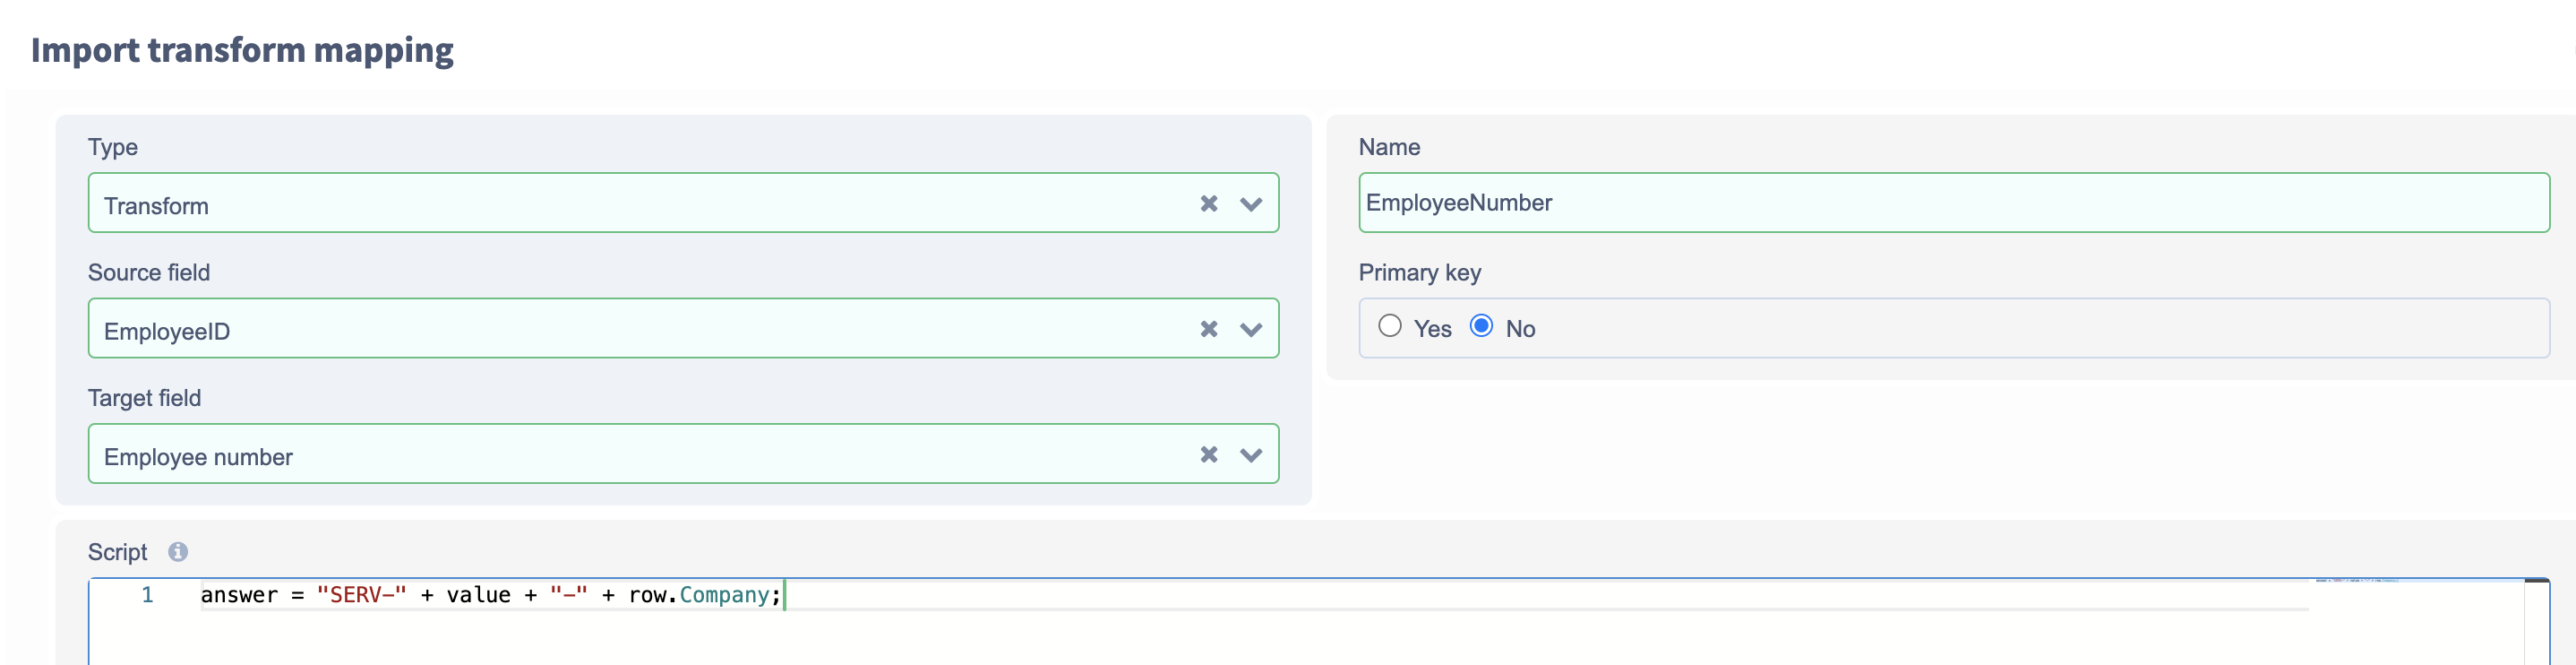 Import transform mapping
Type
Transform
Source field
EmployeeID
Target field
Employee number
Name
EmployeeNumber
Primary key
Yes No
Script
1 answer = "SERV-" + value + "-" + row.Company;